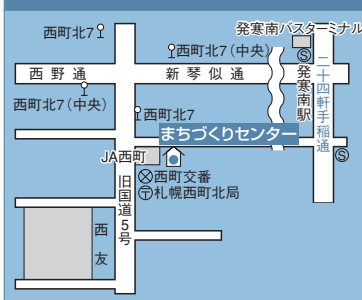 西町北7
発寒南バスターミナル
西町北7(中央)
西野通
新琴似通
発寒南駅
二十四軒手稲通
西町北7(中央)
西町北7
まちづくりセンター
JA西町
西町交番
札幌西町北局
旧国道5号
西友